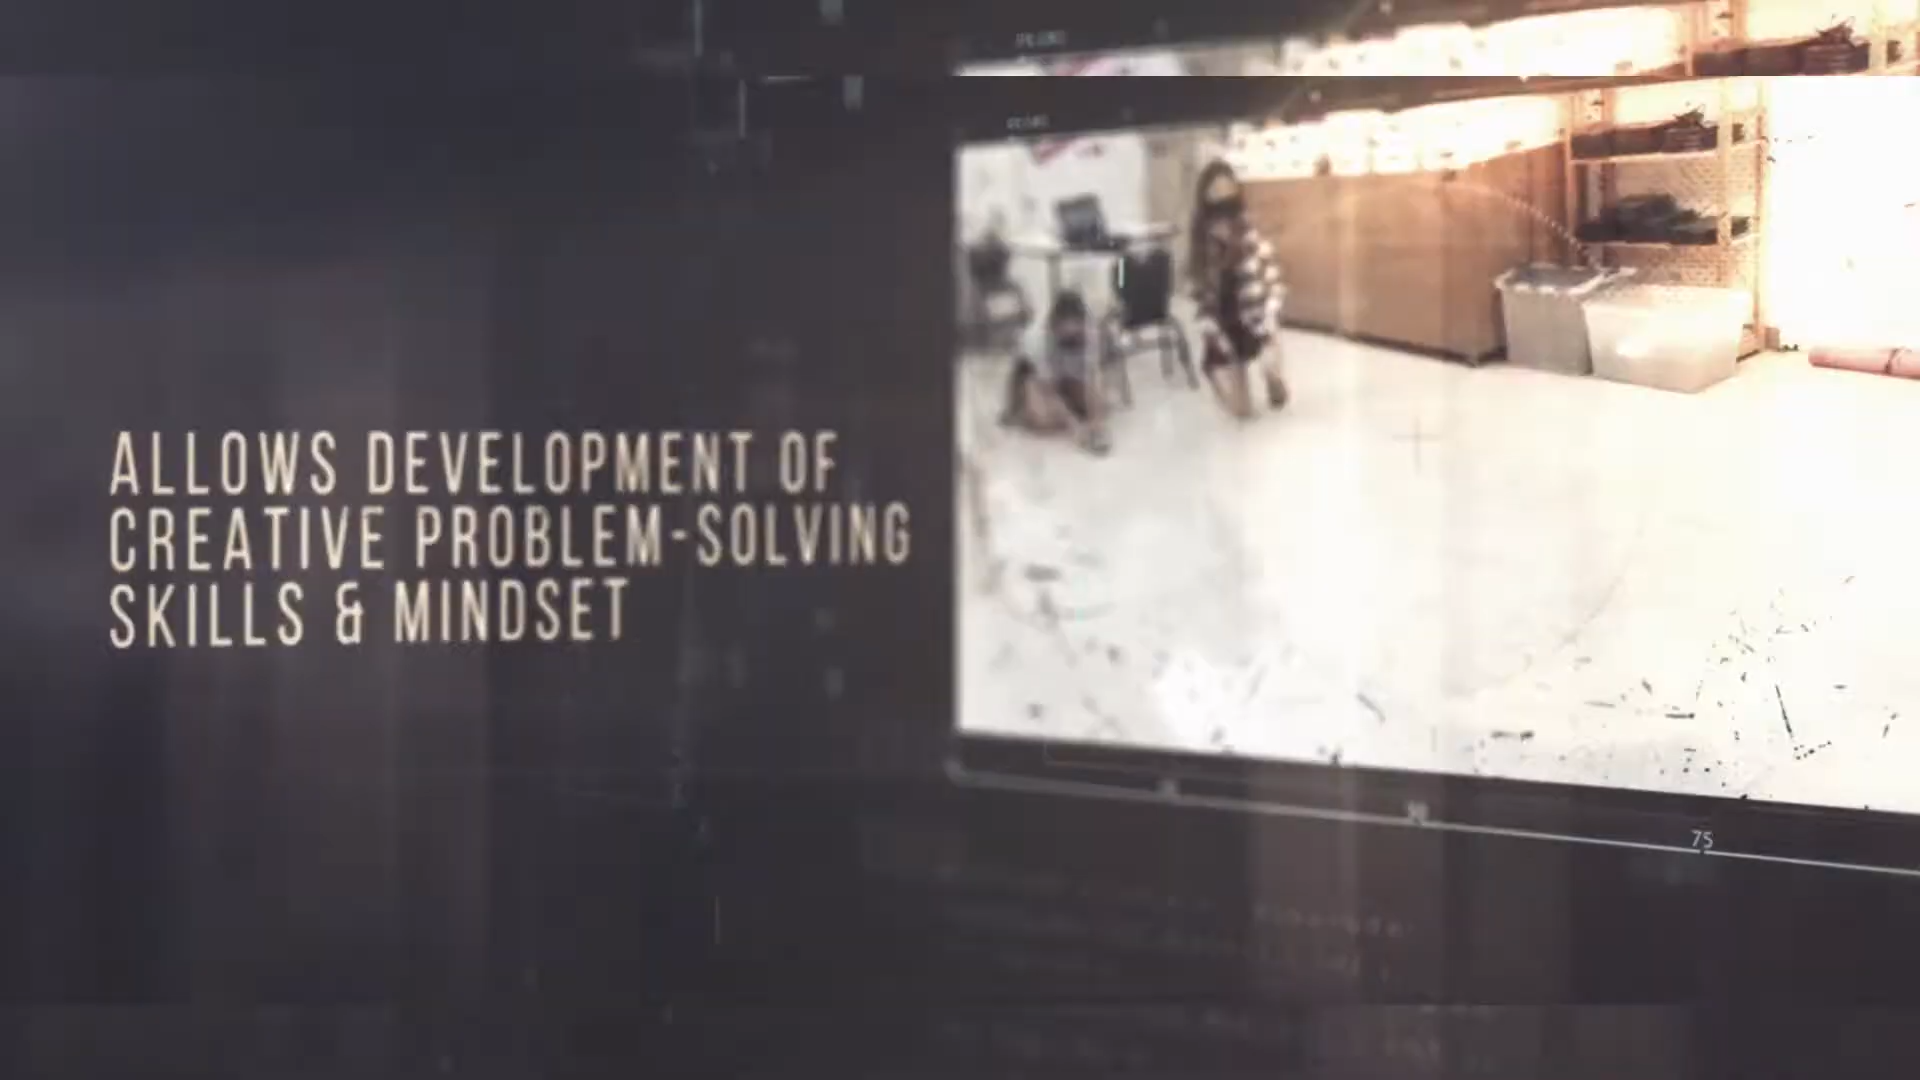 ALLOWS DEVELOPMENT OF
CREATIVE PROBLEM-SOLVING
SKILLS & MINDSET
75